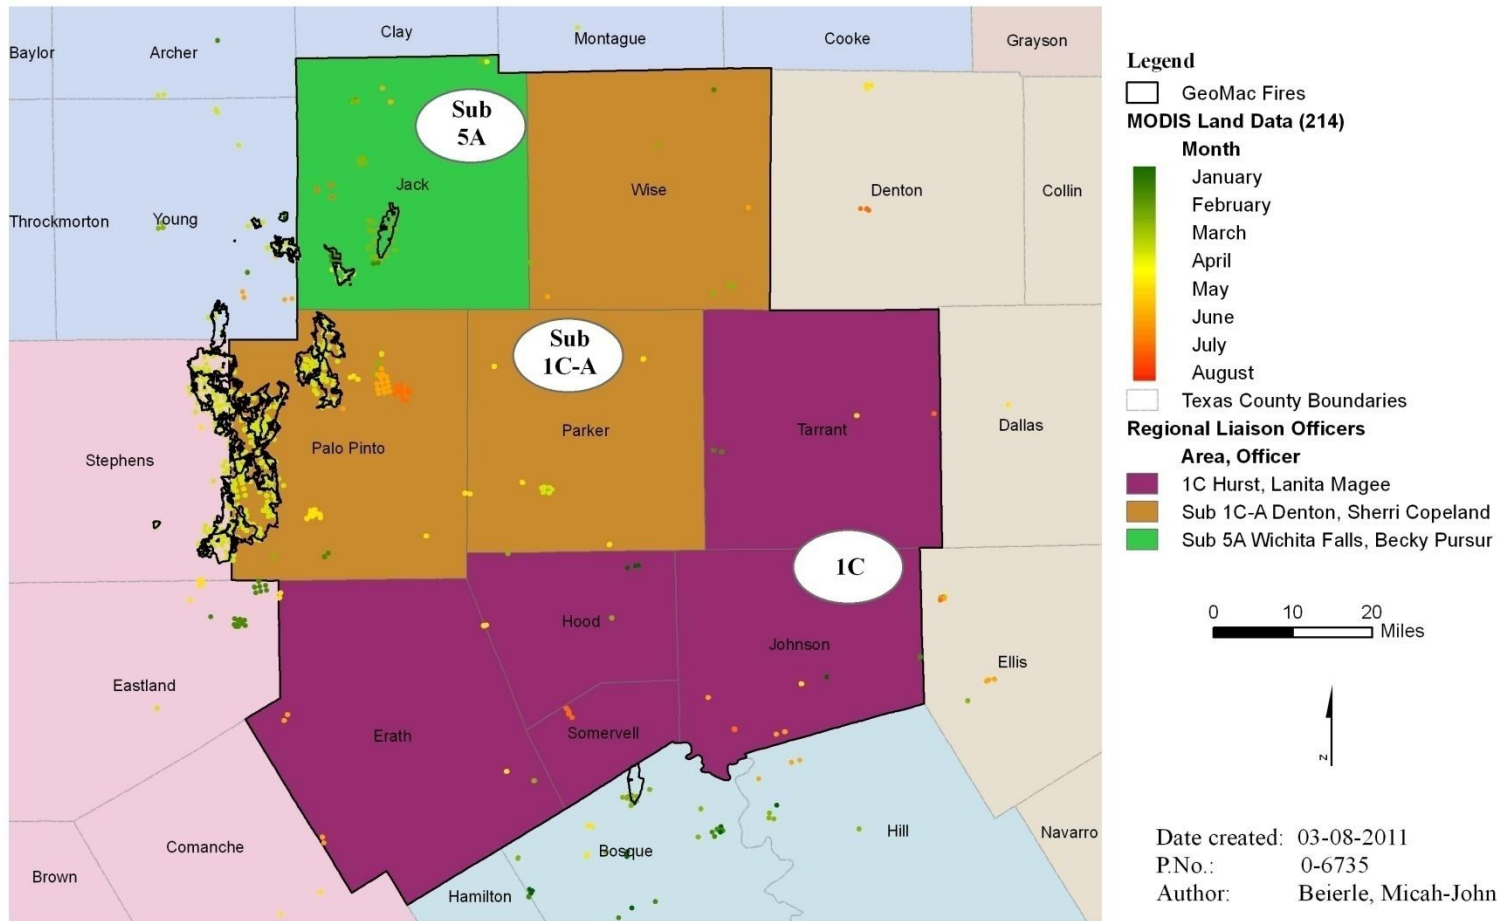 Baylor
Archer
Clay
Montague
Cooke
Grayson
Sub
5A
Throckmorton
Young
Jack
Wise
Denton
Collin
Sub
1C-A
Stephens
Palo Pinto
Parker
Tarrant
Dallas
1C
Eastland
Hood
Johnson
Ellis
Erath
Somervell
Comanche
Brown
Hamilton
Bosque
Hill
Navarro
Legend
GeoMac Fires
MODIS Land Data (214)
Month
January
February
March
April
May
June
July
August
Texas County Boundaries
Regional Liaison Officers
Area, Officer
1C Hurst, Lanita Magee
Sub 1C-A Denton, Sherri Copeland
Sub 5A Wichita Falls, Becky Pursur
0 10 20
Miles
N
Date created: 03-08-2011
P.No.: 0-6735
Author: Beierle, Micah-John